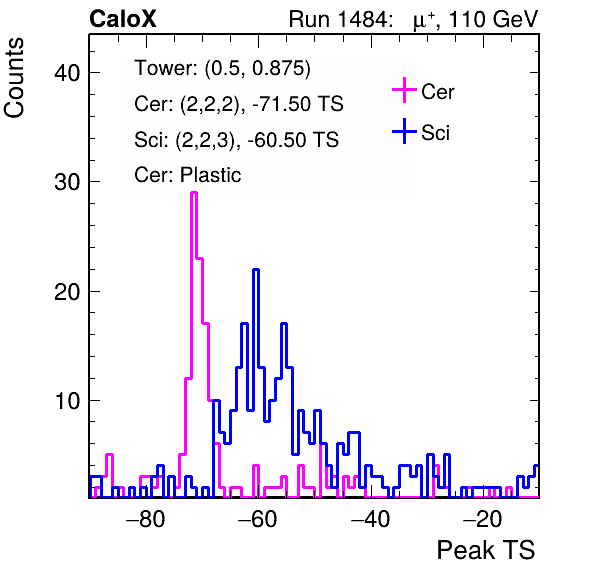 CaloX Run 1484: μ⁺, 110 GeV
Counts
Tower: (0.5, 0.875)
Cer: (2,2,2), -71.50 TS
Sci: (2,2,3), -60.50 TS
Cer: Plastic
Cer
Sci
40
30
20
10
−80 −60 −40 −20
Peak TS